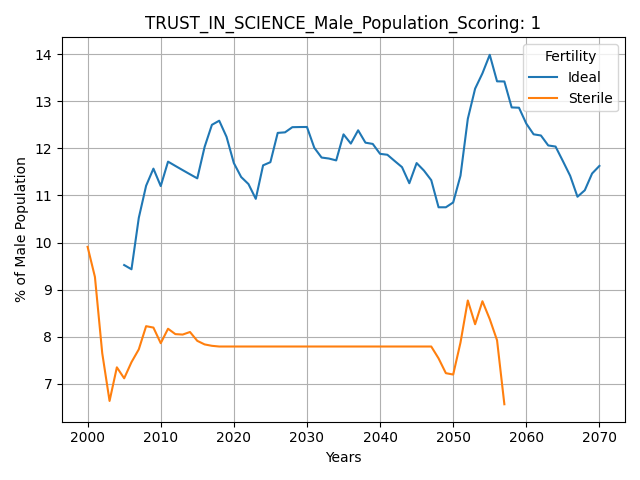 TRUST_IN_SCIENCE_Male_Population_Scoring: 1
Fertility
Ideal
Sterile
% of Male Population
14
13
12
11
10
9
8
7
2000 2010 2020 2030 2040 2050 2060 2070
Years